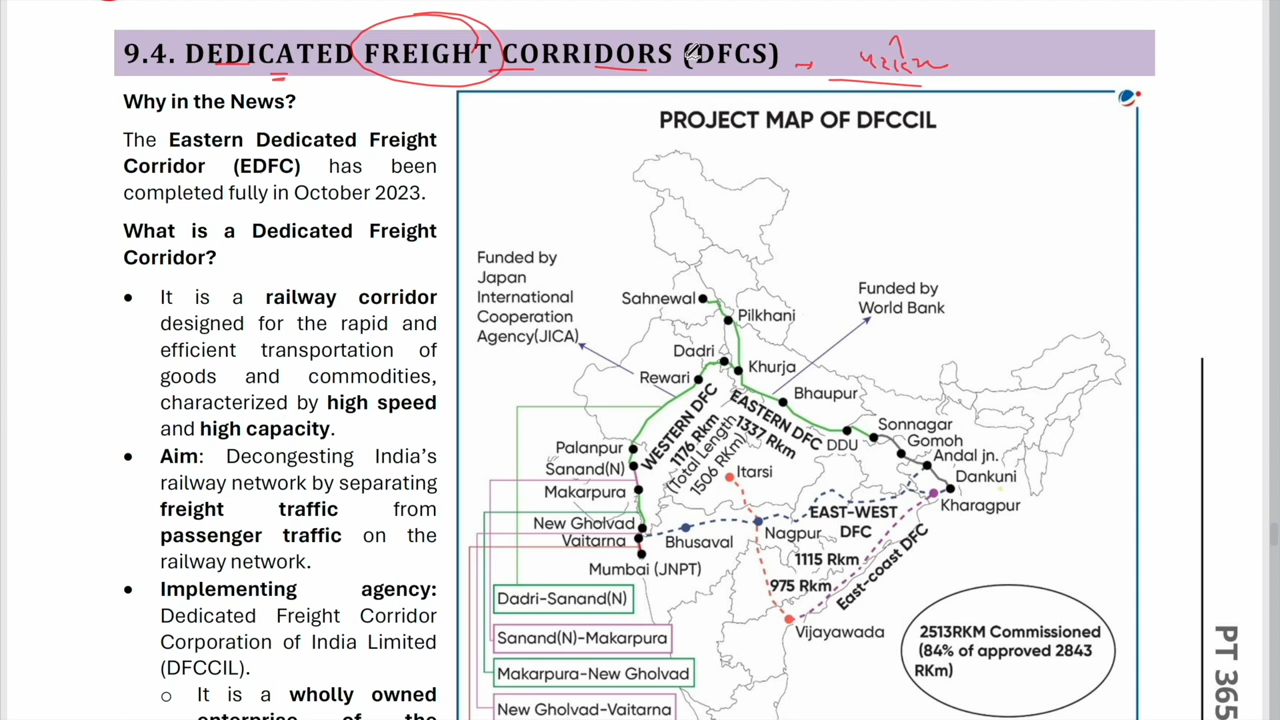 9.4. DEDICATED FREIGHT CORRIDORS (DFCS)
Why in the News?
The Eastern Dedicated Freight
Corridor (EDFC) has been
completed fully in October 2023.
What is a Dedicated Freight
Corridor?
• It is a railway corridor
designed for the rapid and
efficient transportation of
goods and commodities,
characterized by high speed
and high capacity.
• Aim: Decongesting India’s
railway network by separating
freight traffic from
passenger traffic on the
railway network.
• Implementing agency:
Dedicated Freight Corridor
Corporation of India Limited
(DFCCIL).
o It is a wholly owned
enterprise of the
PROJECT MAP OF DFCCIL
Funded by
Japan
International
Cooperation
Agency(JICA)
Funded by
World Bank
Sahnewal
Pilkhani
Dadri
Khurja
Rewari
Bhaupur
WESTERN DFC
1176 Rkm
(Total Length
1506 RKm)
EASTERN DFC
1337 Rkm
DDU
Sonnagar
Gomoh
Andal jn.
Dankuni
Kharagpur
Palanpur
Sanand(N)
Makarpura
New Gholvad
Vaitarna
Mumbai (JNPT)
Itarsi
Bhusaval
Nagpur
EAST-WEST
DFC
1115 Rkm
975 Rkm
East-coast DFC
Vijayawada
Dadri-Sanand(N)
Sanand(N)-Makarpura
Makarpura-New Gholvad
New Gholvad-Vaitarna
2513RKM Commissioned
(84% of approved 2843
RKm)
PT 365